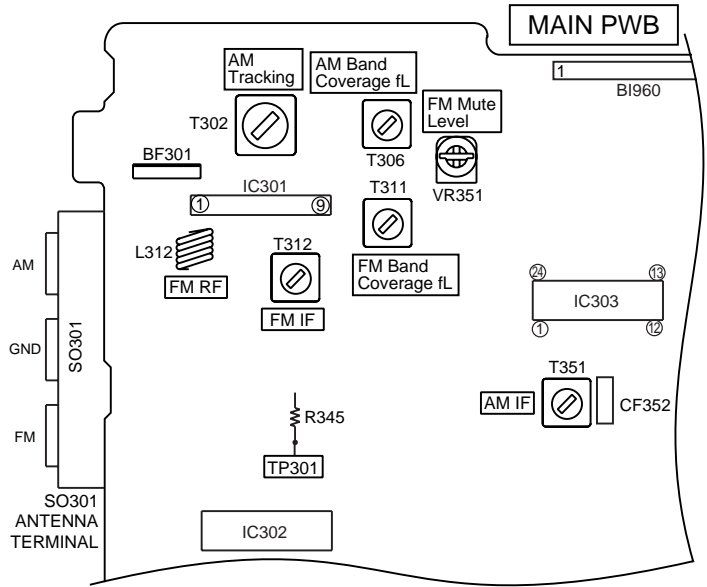 MAIN PWB
AM
Tracking
AM Band
Coverage fL
1
BI960
FM Mute
Level
T302
T306
BF301
VR351
IC301
1
9
T311
L312
T312
FM RF
FM Band
Coverage fL
FM IF
AM
GND
FM
SO301
24
13
IC303
1
12
T351
AM IF
CF352
R345
TP301
SO301
ANTENNA
TERMINAL
IC302